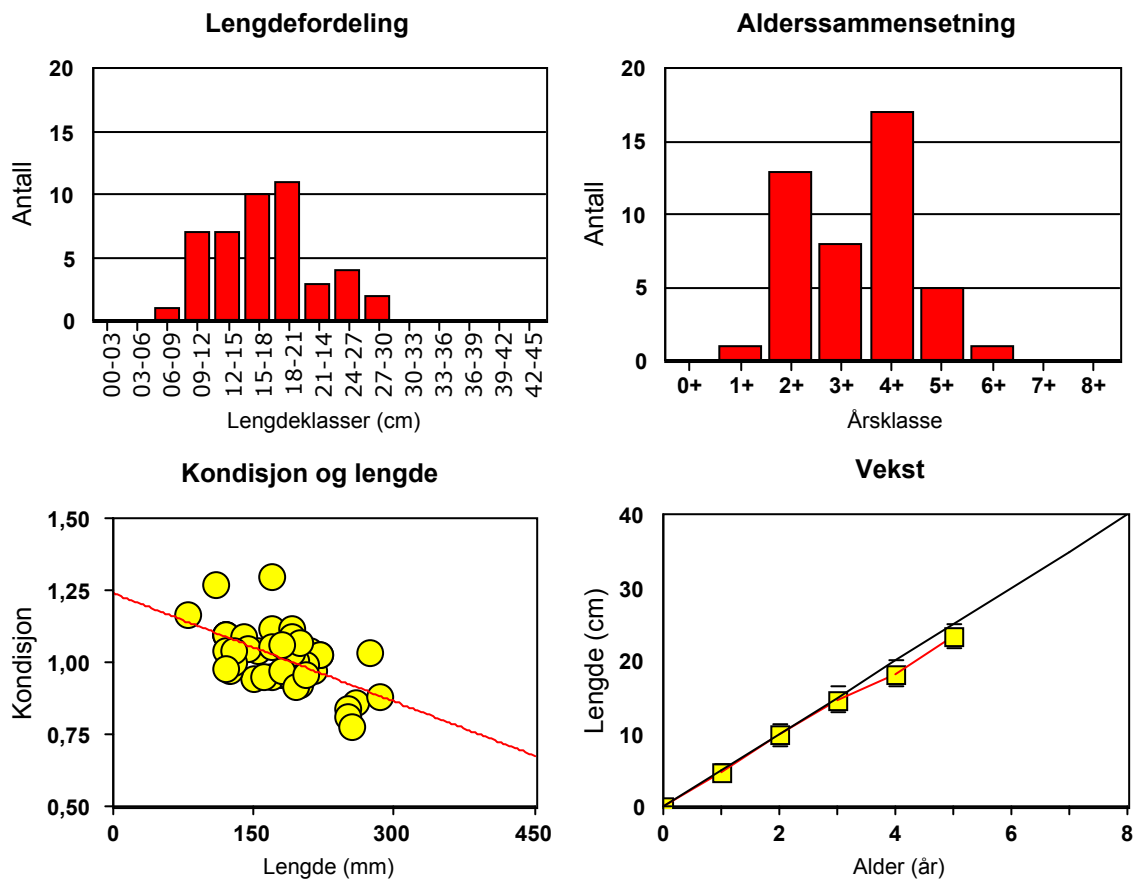 Lengdefordeling
20
15
10
5
0
Antall
00-03 03-06 06-09 09-12 12-15 15-18 18-21 21-14 24-27 27-30 30-33 33-36 36-39 39-42 42-45
Lengdeklasser (cm)
Alderssammensetning
20
15
10
5
0
Antall
0+ 1+ 2+ 3+ 4+ 5+ 6+ 7+ 8+
Årsklasse
Kondisjon og lengde
1,50
1,25
1,00
0,75
0,50
Kondisjon
0 150 300 450
Lengde (mm)
Vekst
40
30
20
10
0
Lengde (cm)
0 2 4 6 8
Alder (år)